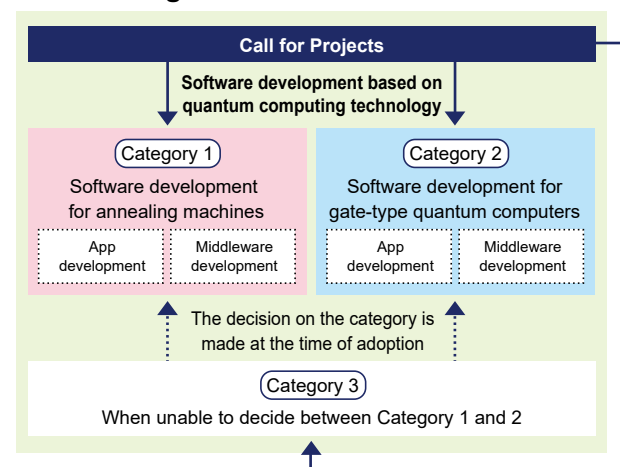 Call for Projects
Software development based on
quantum computing technology
Category 1
Software development
for annealing machines
App
development
Middleware
development
Category 2
Software development for
gate-type quantum computers
App
development
Middleware
development
The decision on the category is
made at the time of adoption
Category 3
When unable to decide between Category 1 and 2